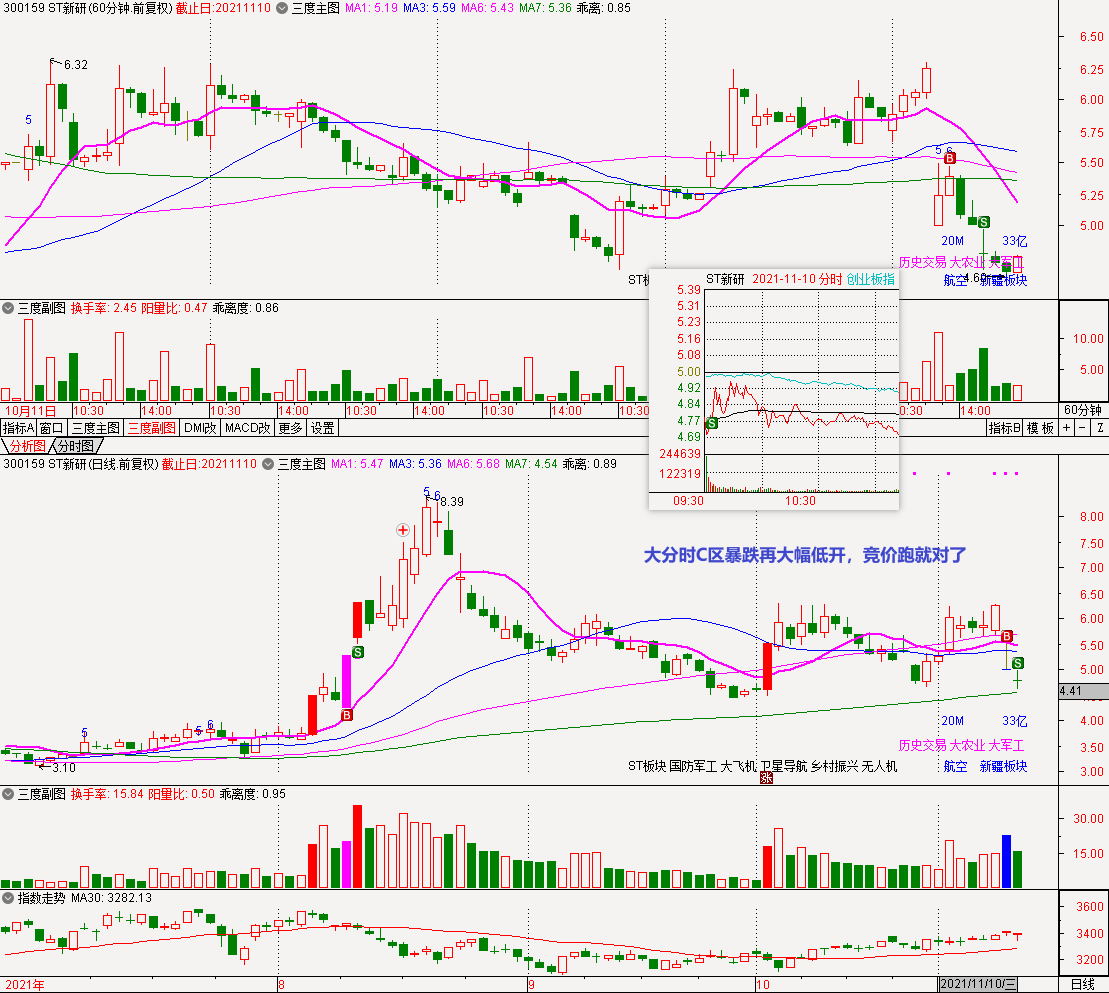 300159 ST新研(60分钟.前复权) 截止日:20211110 三度主图 MA1: 5.19 MA3: 5.59 MA6: 5.43 MA7: 5.36 乖离: 0.85
6.50
6.32
6.25
6.00
5
5.75
5 6
B
5.50
5.25
S
5.00
20M 33亿
历史交易 大农业 大军工
4.60
航空 新疆板块
ST板
三度副图 换手率: 2.45 阳量比: 0.47 乖离度: 0.86
10.00
5.00
10月11日 10:30 14:00 10:30 14:00 10:30 14:00 10:30 14:00 10:30 0:30 14:00 60分钟
指标A 窗口 三度主图 三度副图 DM改 MACD改 更多 设置 指标B 模板 + − Z
分析图 分时图
ST新研 2021-11-10 分时 创业板指
5.39
5.31
5.23
5.16
5.08
5.00
4.92
4.84
4.77
4.69
S
244639
122319
09:30 10:30
300159 ST新研(日线.前复权) 截止日:20211110 三度主图 MA1: 5.47 MA3: 5.36 MA6: 5.68 MA7: 4.54 乖离: 0.89
5 6
8.39
8.00
7.50
大分时C区暴跌再大幅低开，竞价跑就对了
7.00
6.50
6.00
5.50
5.00
4.41
4.00
3.50
3.00
S
B
B
S
5
5 6
3.10
20M 33亿
历史交易 大农业 大军工
ST板块 国防军工 大飞机 卫星导航 乡村振兴 无人机 航空 新疆板块
涨
三度副图 换手率: 15.84 阳量比: 0.50 乖离度: 0.95
30.00
15.00
指数走势 MA30: 3282.13
3600
3400
3200
2021年 8 9 10 2021/11/10/三 日线